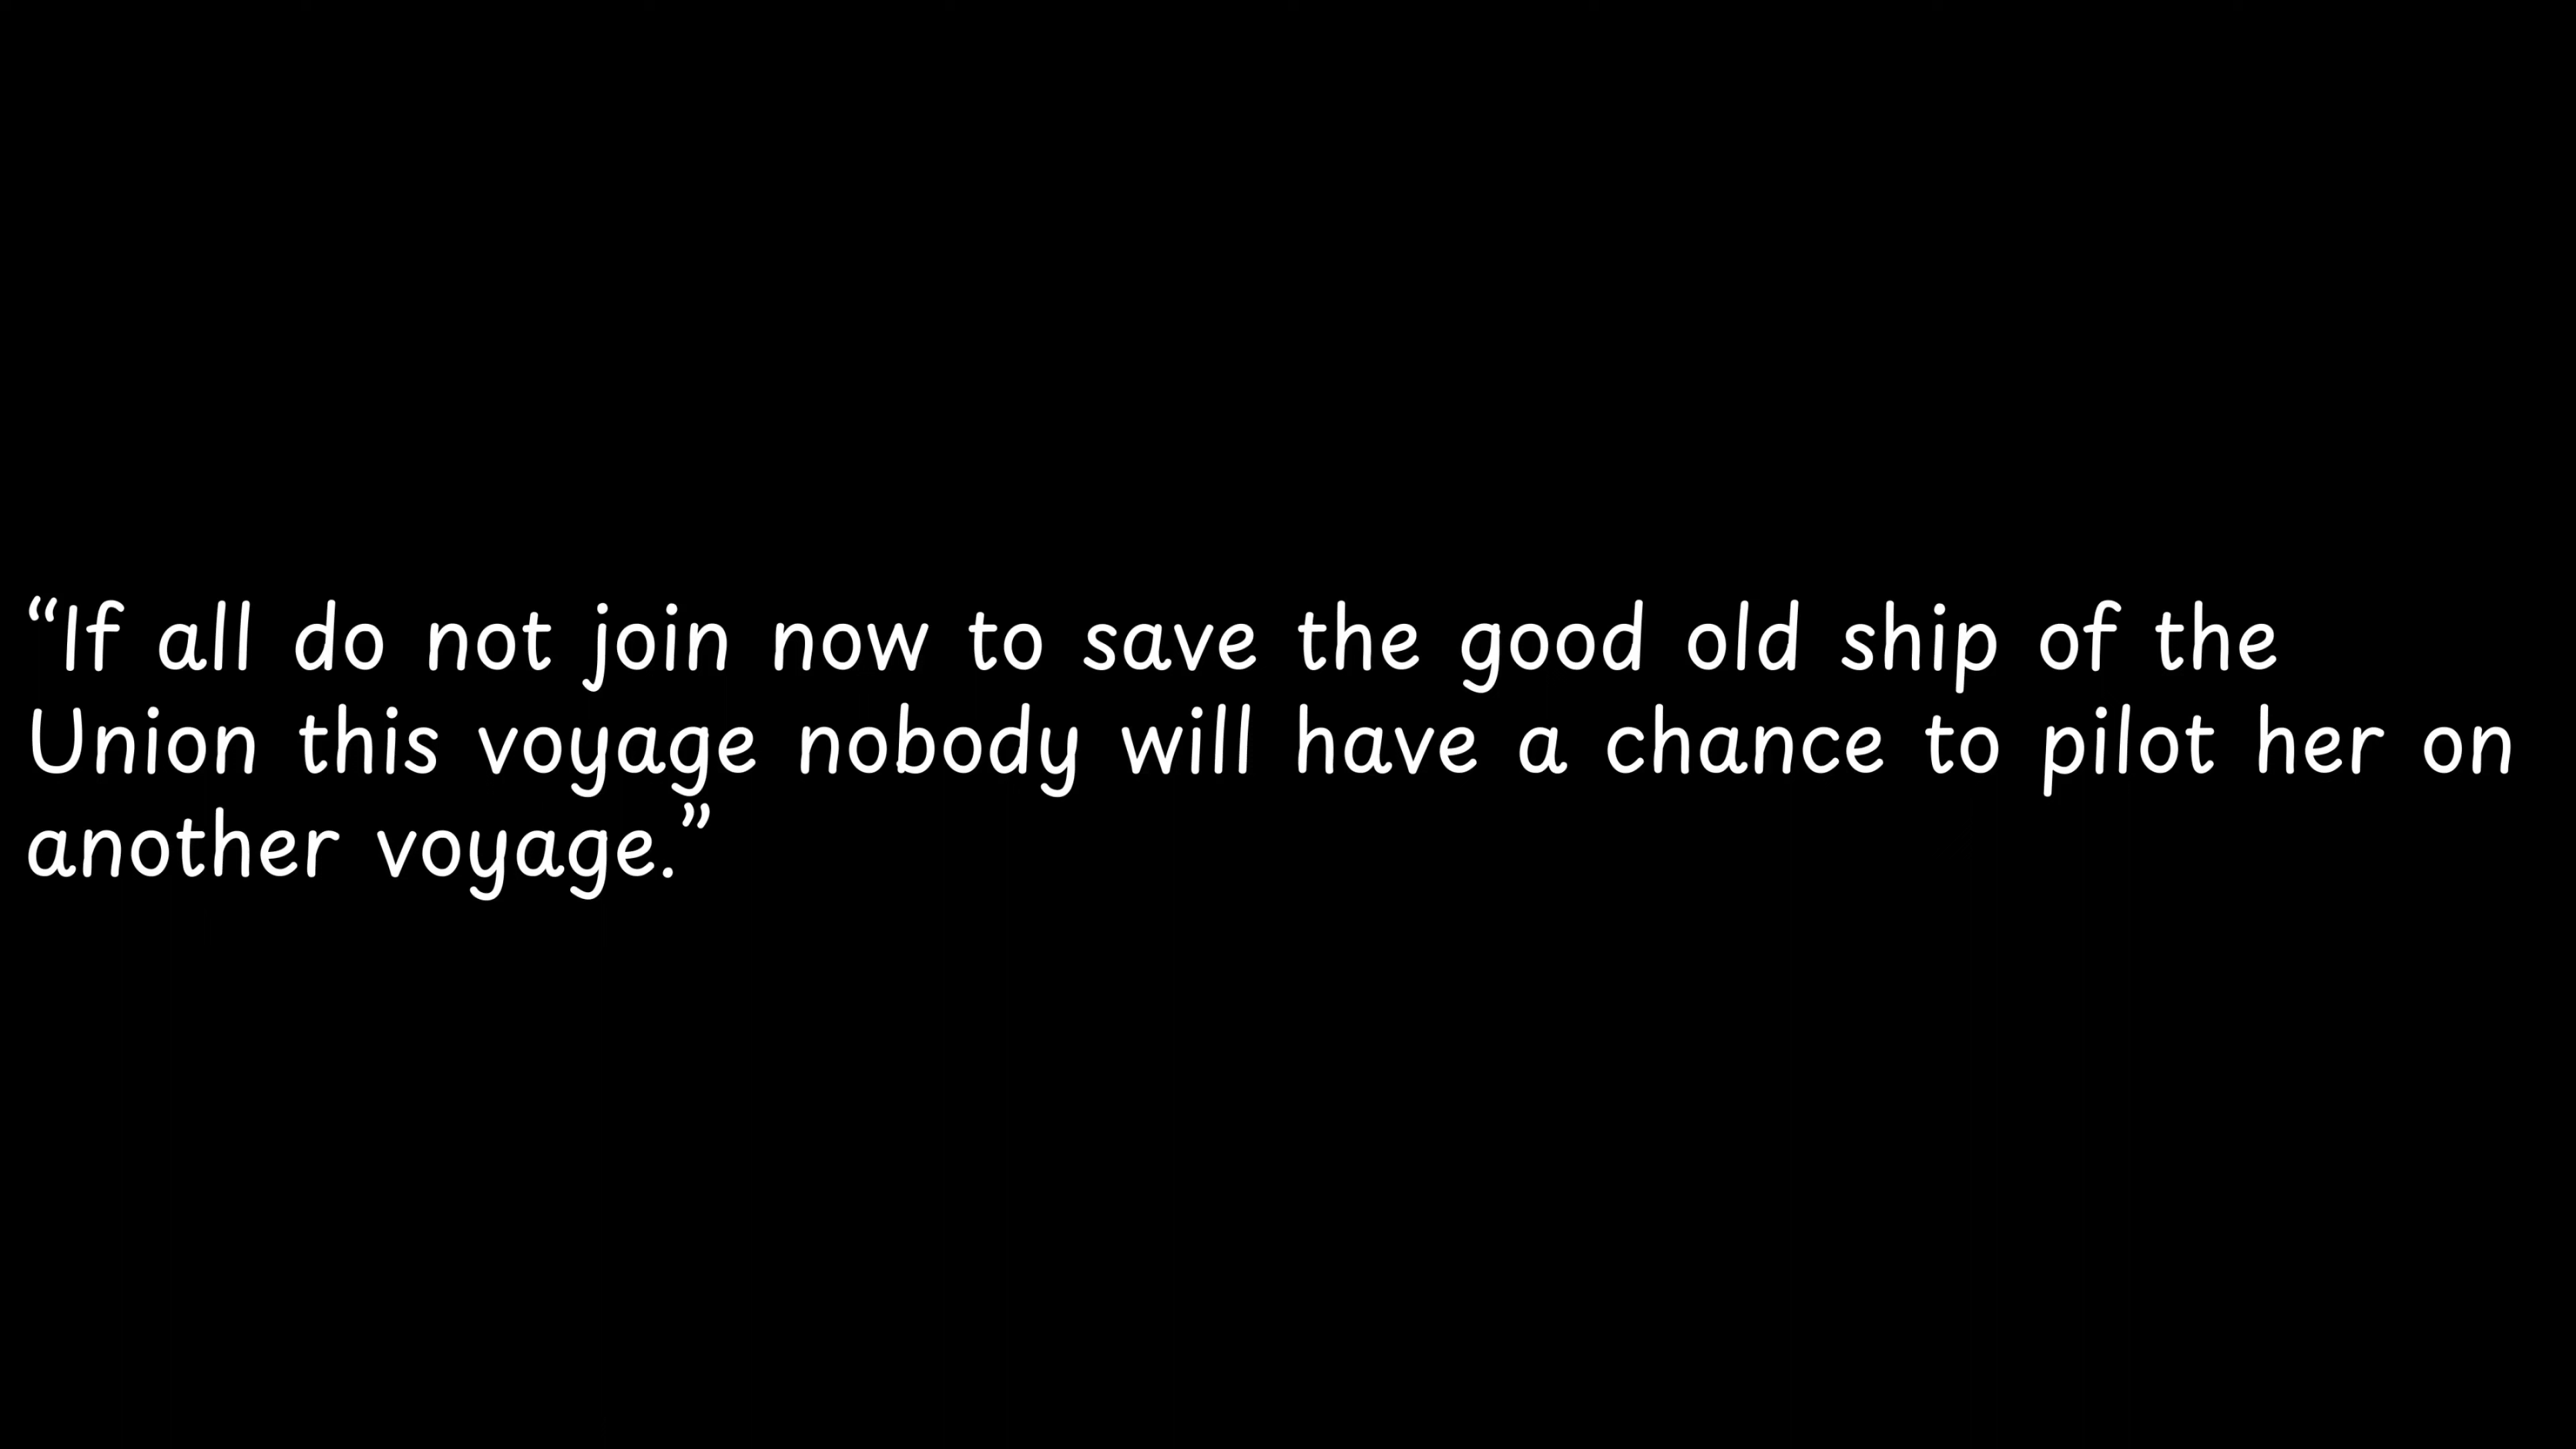 “If all do not join now to save the good old ship of the
Union this voyage nobody will have a chance to pilot her on
another voyage.”